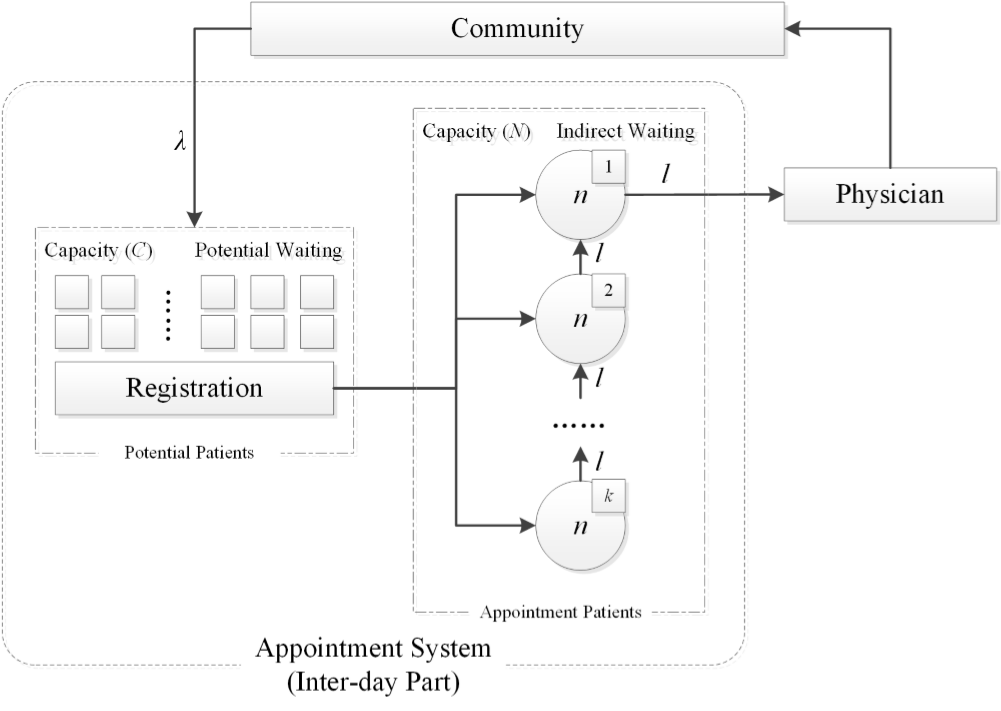 Community
λ
Capacity (C) Potential Waiting
Registration
Potential Patients
Capacity (N) Indirect Waiting
1
n
l
Physician
l
2
n
l
......
l
k
n
Appointment Patients
Appointment System
(Inter-day Part)